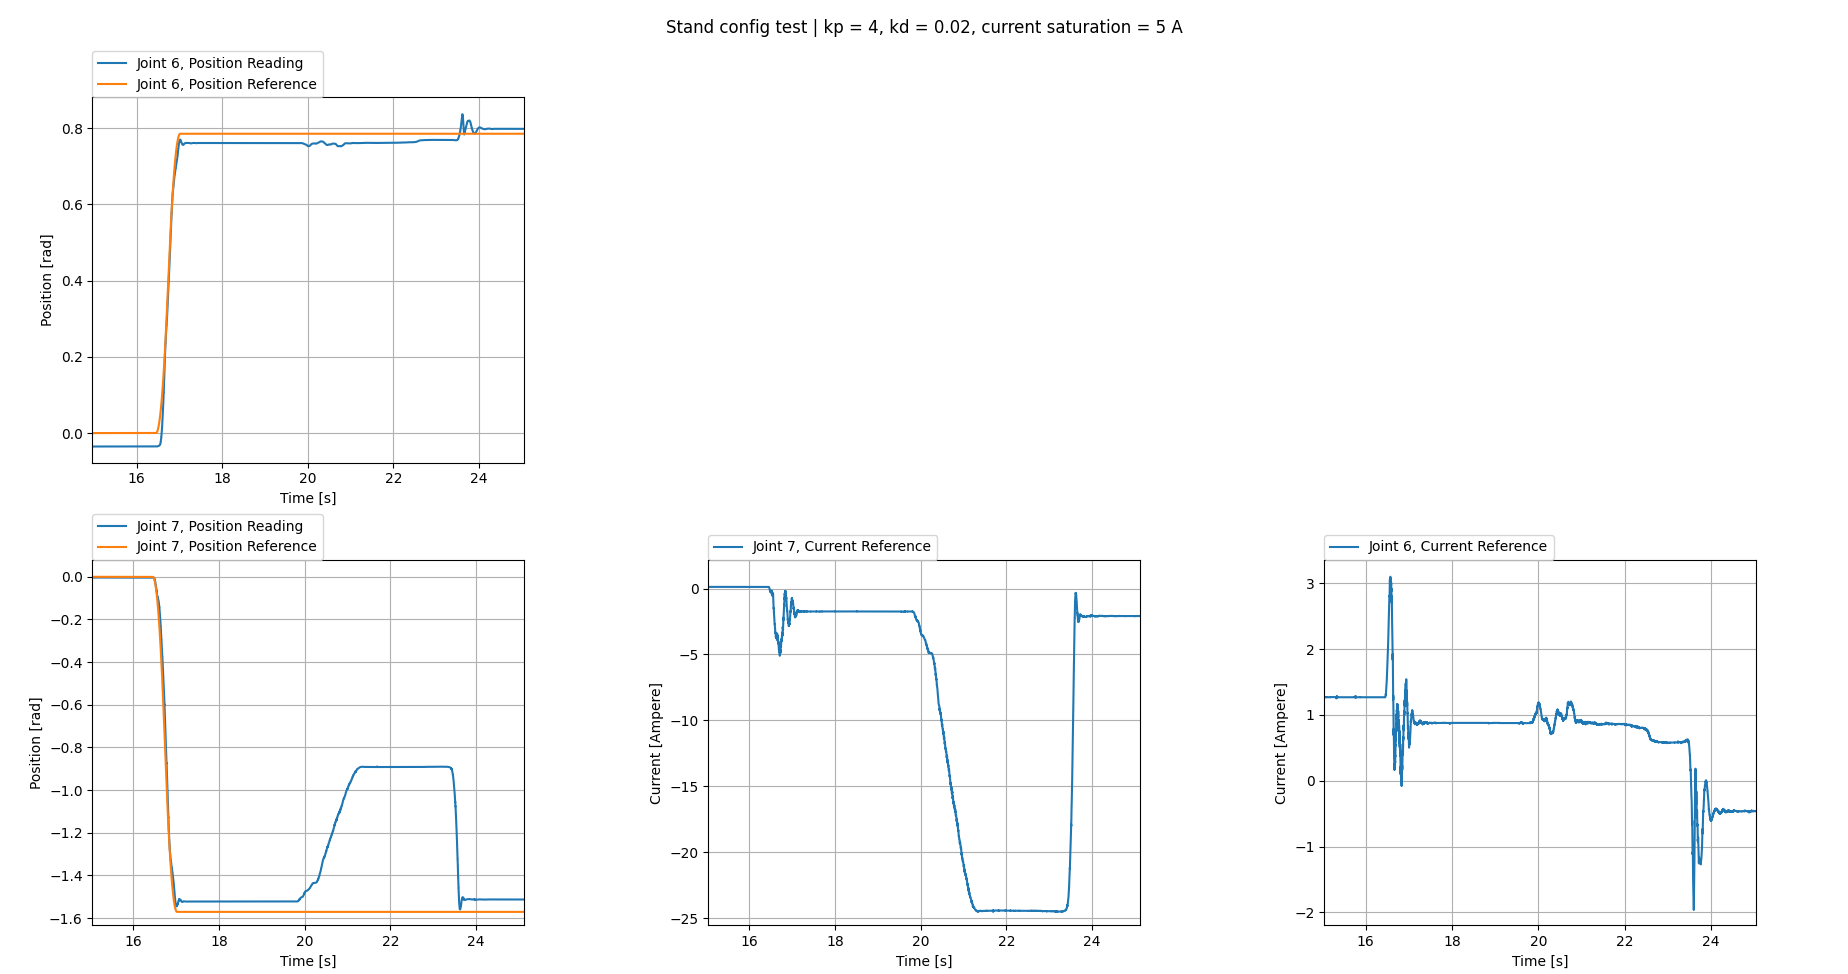 Stand config test | kp = 4, kd = 0.02, current saturation = 5 A
Joint 6, Position Reading
Joint 6, Position Reference
0.8
0.6
0.4
0.2
0.0
Position [rad]
16 18 20 22 24
Time [s]
Joint 7, Position Reading
Joint 7, Position Reference
0.0
−0.2
−0.4
−0.6
−0.8
−1.0
−1.2
−1.4
−1.6
Position [rad]
16 18 20 22 24
Time [s]
Joint 7, Current Reference
0
−5
−10
−15
−20
−25
Current [Ampere]
16 18 20 22 24
Time [s]
Joint 6, Current Reference
3
2
1
0
−1
−2
Current [Ampere]
16 18 20 22 24
Time [s]